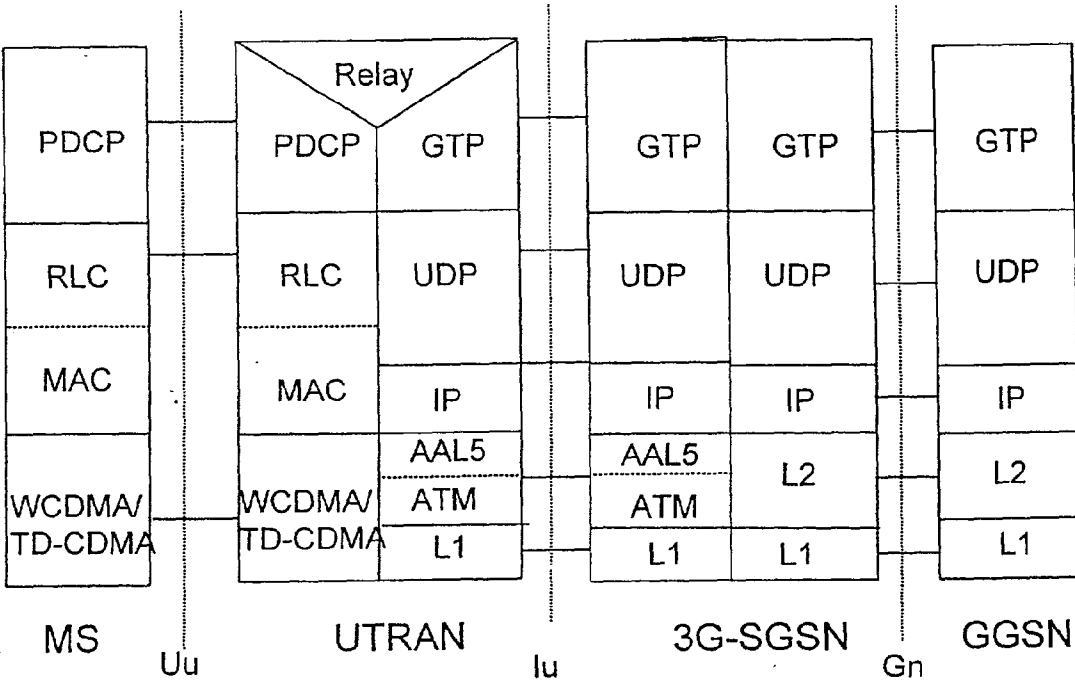 Relay
PDCP PDCP GTP GTP GTP GTP
RLC RLC UDP UDP UDP UDP
MAC MAC IP IP IP IP
AAL5 AAL5 L2 L2
WCDMA/ WCDMA/ ATM ATM
TD-CDMA TD-CDMA L1 L1 L1 L1
MS UTRAN 3G-SGSN GGSN
Uu Iu Gn